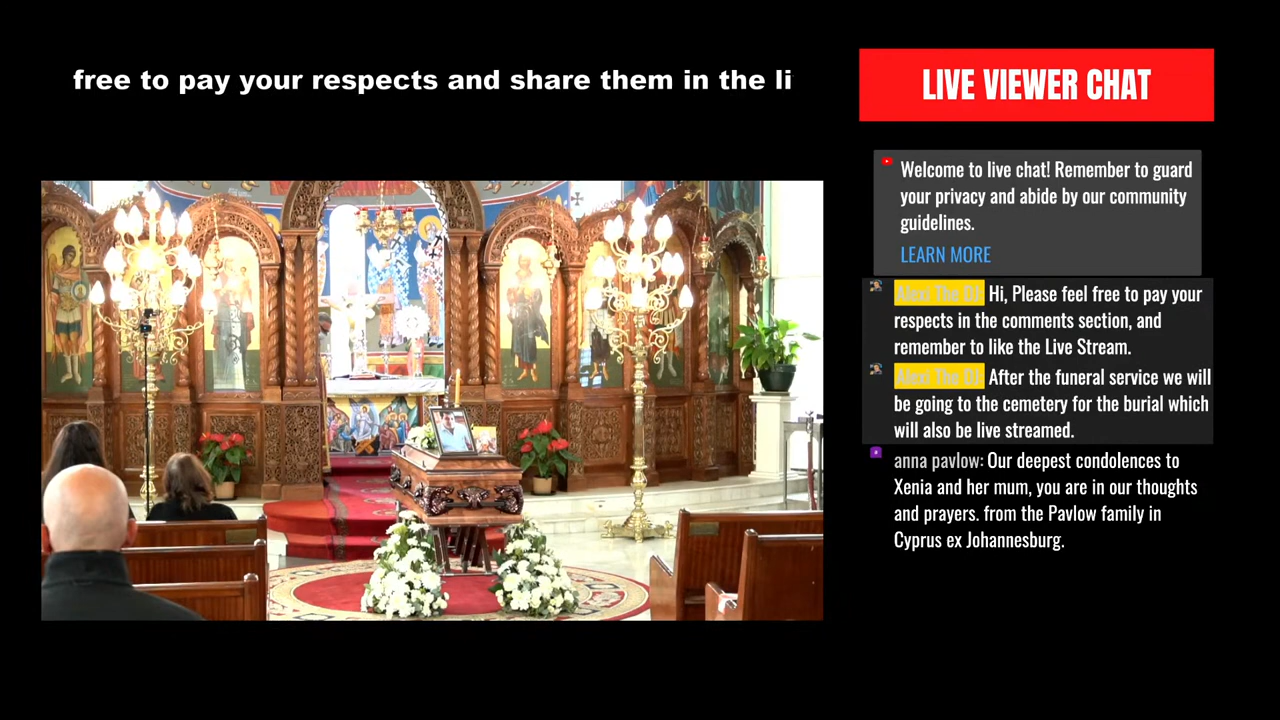 free to pay your respects and share them in the li
LIVE VIEWER CHAT
Welcome to live chat! Remember to guard
your privacy and abide by our community
guidelines.
LEARN MORE
Alexi The DJ: Hi, Please feel free to pay your
respects in the comments section, and
remember to like the Live Stream.
Alexi The DJ: After the funeral service we will
be going to the cemetery for the burial which
will also be live streamed.
anna pavlow: Our deepest condolences to
Xenia and her mum, you are in our thoughts
and prayers. from the Pavlow family in
Cyprus ex Johannesburg.